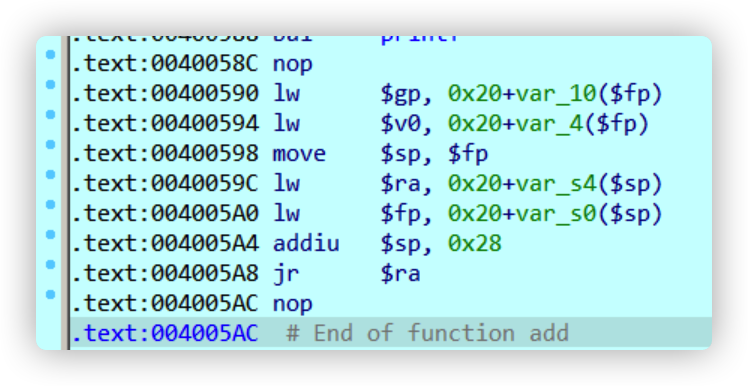 .text:00400588 bal printf
.text:0040058C nop
.text:00400590 lw $gp, 0x20+var_10($fp)
.text:00400594 lw $v0, 0x20+var_4($fp)
.text:00400598 move $sp, $fp
.text:0040059C lw $ra, 0x20+var_s4($sp)
.text:004005A0 lw $fp, 0x20+var_s0($sp)
.text:004005A4 addiu $sp, 0x28
.text:004005A8 jr $ra
.text:004005AC nop
.text:004005AC # End of function add